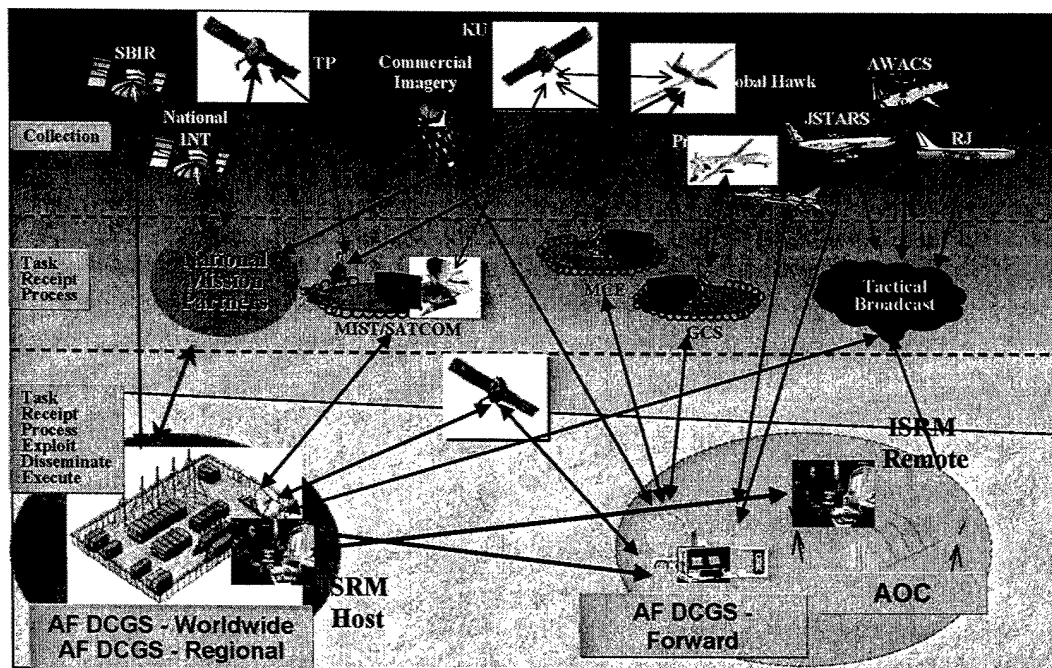 SBIR
TP
KU
Commercial
Imagery
obal Hawk
AWACS
Collection
National
INT
JSTARS
Pr
RJ
Task
Receipt
Process
National
Mission
Partners
MIST/SATCOM
MCE
GCS
Tactical
Broadcast
Task
Receipt
Process
Exploit
Disseminate
Execute
ISRM
Remote
SRM
Host
AF DCGS - Worldwide
AF DCGS - Regional
AF DCGS -
Forward
AOC